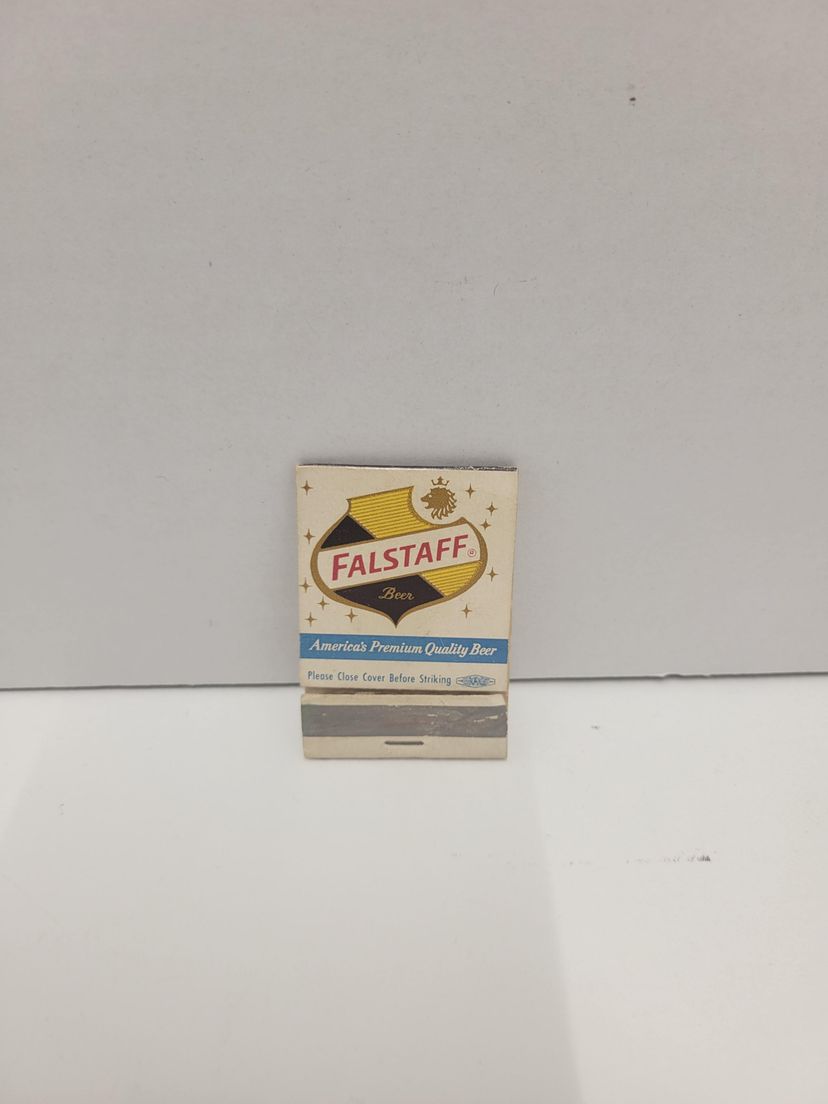 FALSTAFF®
Beer
America's Premium Quality Beer
Please Close Cover Before Striking